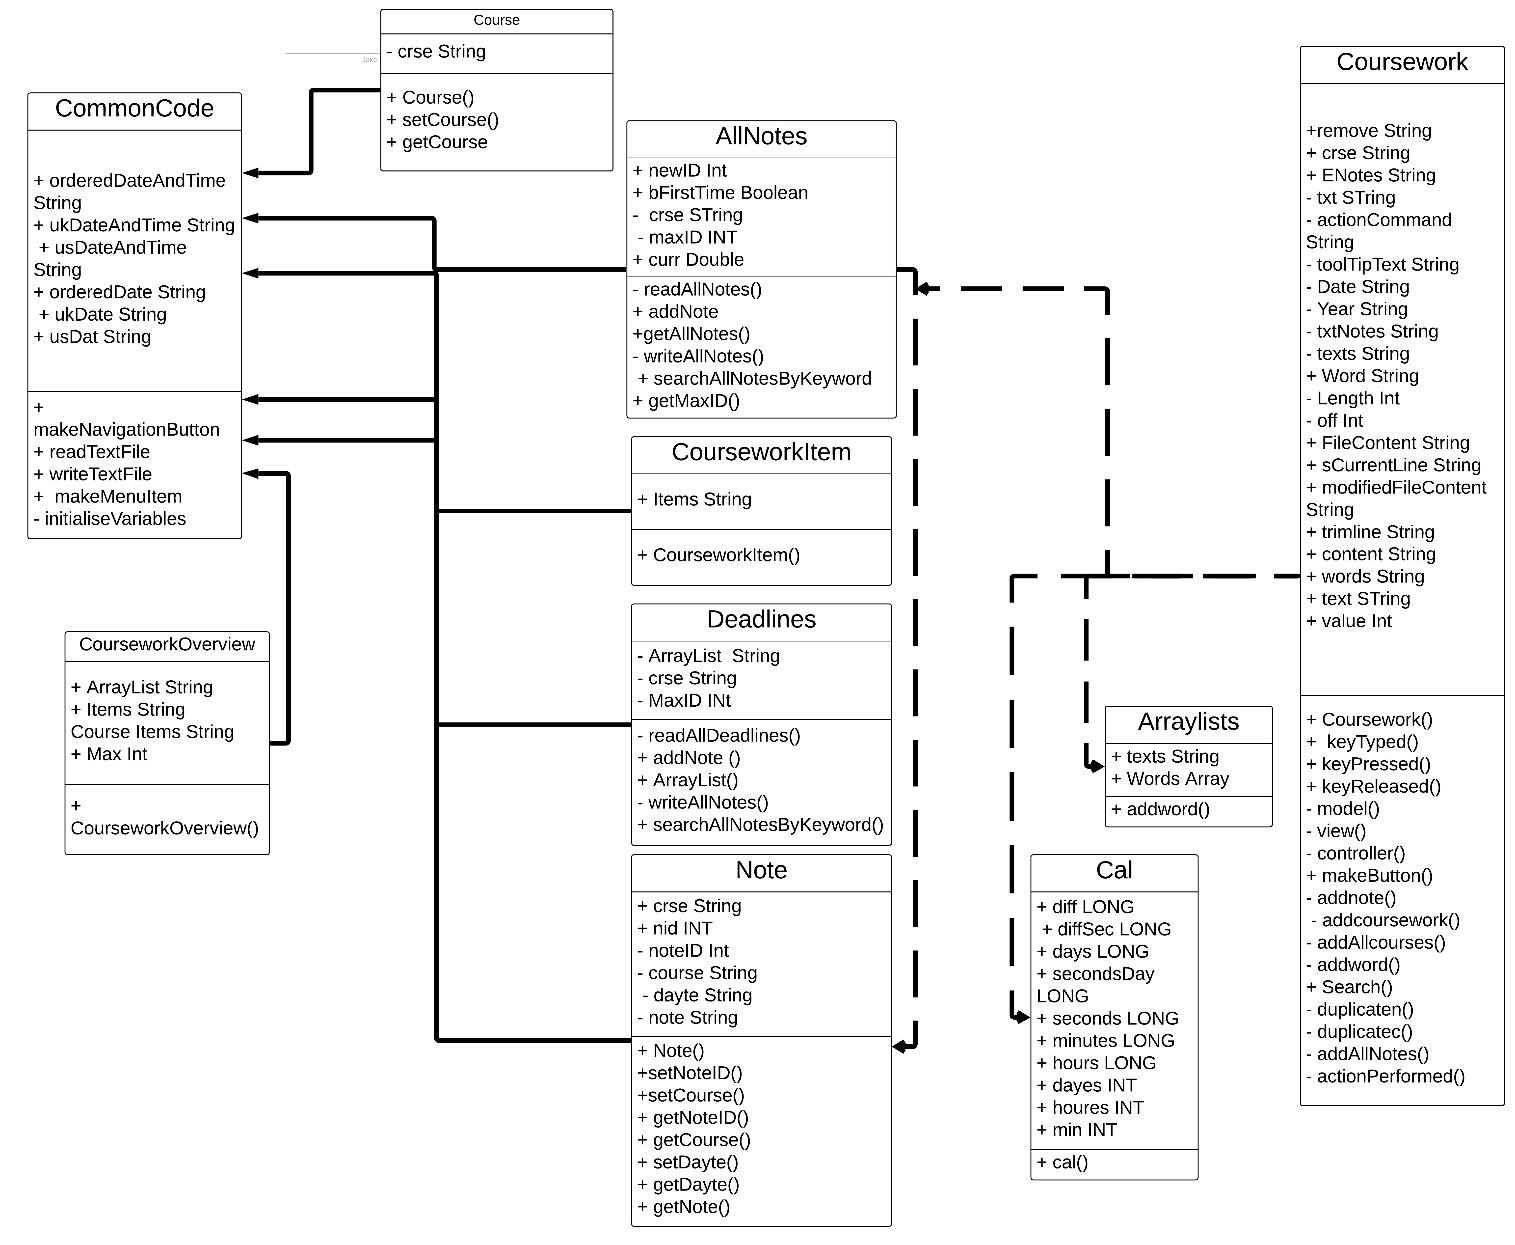 Course
- crse String
Jake
+ Course()
+ setCourse()
+ getCourse
CommonCode
+ orderedDateAndTime
String
+ ukDateAndTime String
+ usDateAndTime
String
+ orderedDate String
+ ukDate String
+ usDat String
+
makeNavigationButton
+ readTextFile
+ writeTextFile
+ makeMenuItem
- initialiseVariables
AllNotes
+ newID Int
+ bFirstTime Boolean
- crse STring
- maxID INT
+ curr Double
- readAllNotes()
+ addNote
+getAllNotes()
- writeAllNotes()
+ searchAllNotesByKeyword
+ getMaxID()
CourseworkItem
+ Items String
+ CourseworkItem()
CourseworkOverview
+ ArrayList String
+ Items String
Course Items String
+ Max Int
+
CourseworkOverview()
Deadlines
- ArrayList String
- crse String
- MaxID INt
- readAllDeadlines()
+ addNote ()
+ ArrayList()
- writeAllNotes()
+ searchAllNotesByKeyword()
Note
+ crse String
+ nid INT
- noteID Int
- course String
- dayte String
- note String
+ Note()
+setNoteID()
+setCourse()
+ getNoteID()
+ getCourse()
+ setDayte()
+ getDayte()
+ getNote()
Arraylists
+ texts String
+ Words Array
+ addword()
Cal
+ diff LONG
+ diffSec LONG
+ days LONG
+ secondsDay
LONG
+ seconds LONG
+ minutes LONG
+ hours LONG
+ dayes INT
+ houres INT
+ min INT
+ cal()
Coursework
+remove String
+ crse String
+ ENotes String
- txt STring
- actionCommand
String
- toolTipText String
- Date String
- Year String
- txtNotes String
- texts String
+ Word String
- Length Int
- off Int
+ FileContent String
+ sCurrentLine String
+ modifiedFileContent
String
+ trimline String
+ content String
+ words String
+ text STring
+ value Int
+ Coursework()
+ keyTyped()
+ keyPressed()
+ keyReleased()
- model()
- view()
- controller()
+ makeButton()
- addnote()
- addcoursework()
- addAllcourses()
- addword()
+ Search()
- duplicaten()
- duplicatec()
- addAllNotes()
- actionPerformed()